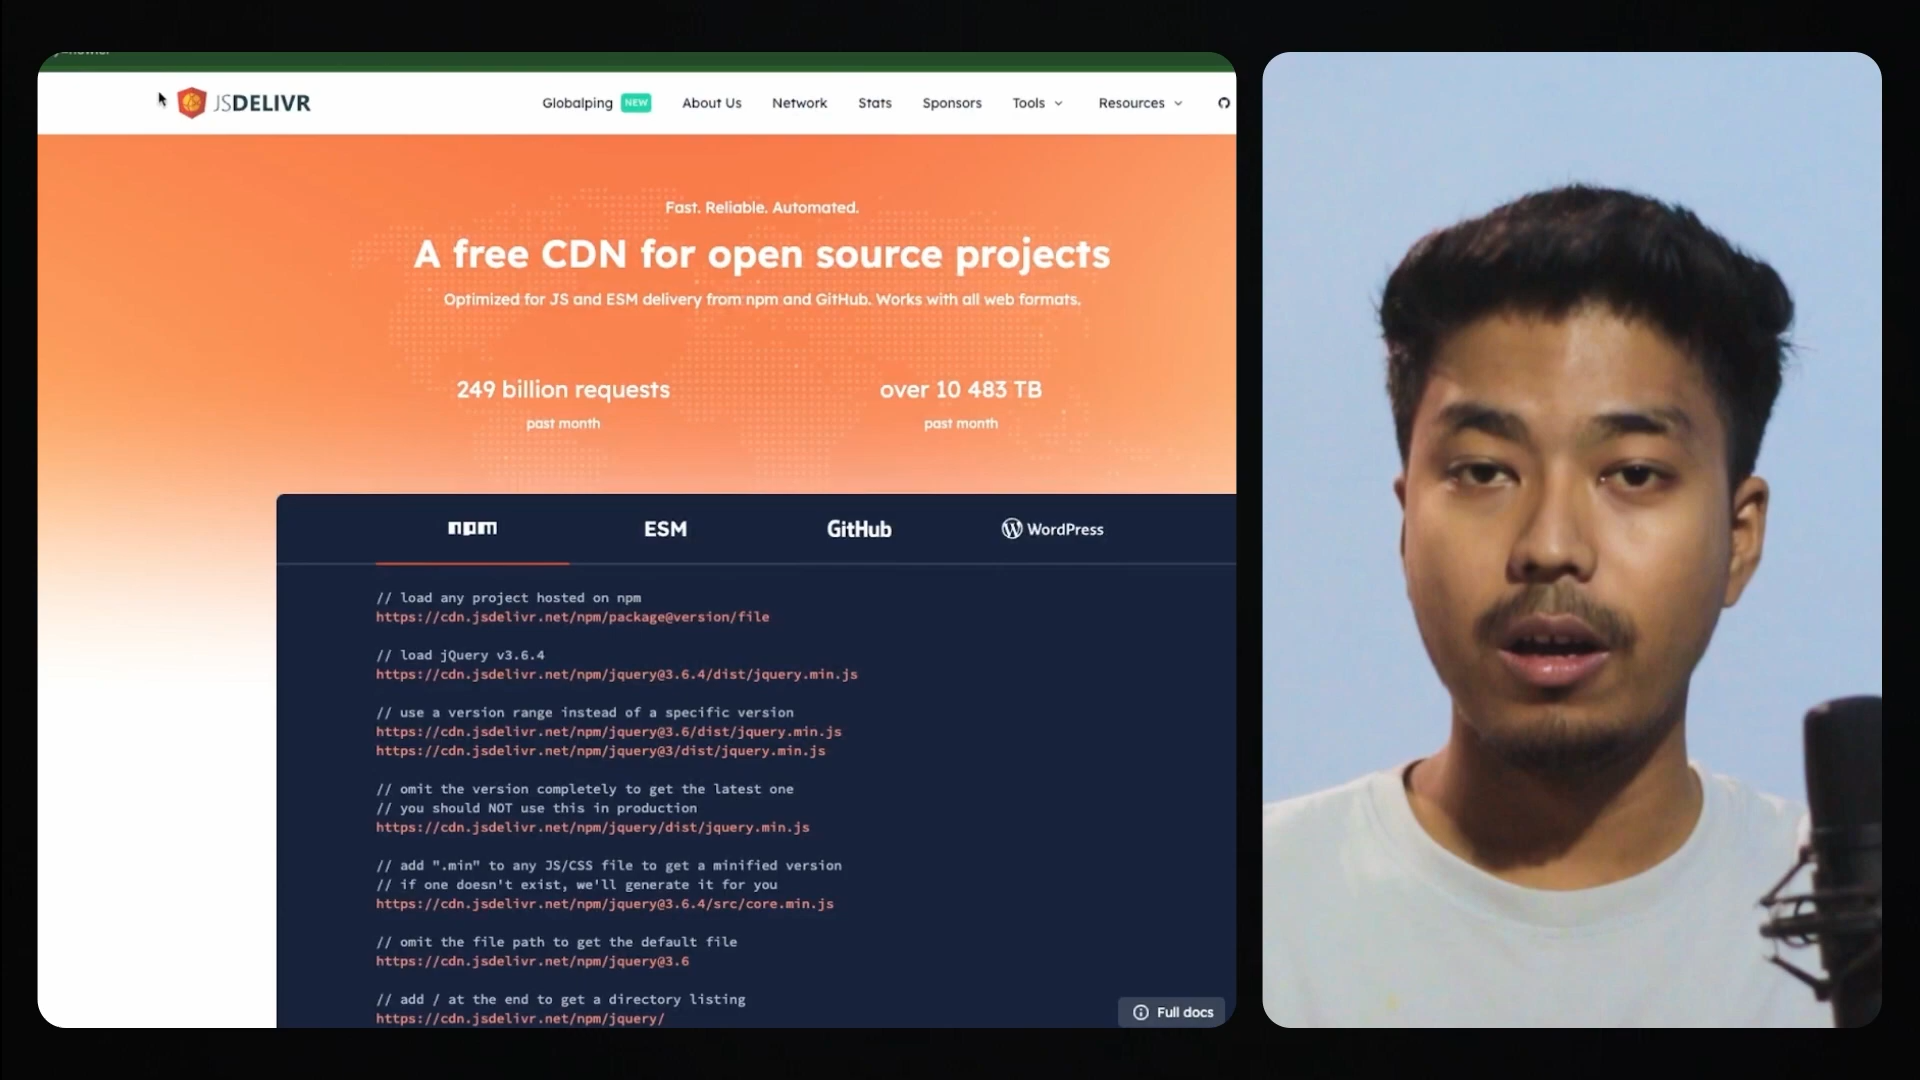 JSDELIVR
Globalping NEW About Us Network Stats Sponsors Tools Resources
Fast. Reliable. Automated.
A free CDN for open source projects
Optimized for JS and ESM delivery from npm and GitHub. Works with all web formats.
249 billion requests
past month
over 10 483 TB
past month
npm ESM GitHub WordPress
// load any project hosted on npm
https://cdn.jsdelivr.net/npm/package@version/file
// load jQuery v3.6.4
https://cdn.jsdelivr.net/npm/jquery@3.6.4/dist/jquery.min.js
// use a version range instead of a specific version
https://cdn.jsdelivr.net/npm/jquery@3.6/dist/jquery.min.js
https://cdn.jsdelivr.net/npm/jquery@3/dist/jquery.min.js
// omit the version completely to get the latest one
// you should NOT use this in production
https://cdn.jsdelivr.net/npm/jquery/dist/jquery.min.js
// add ".min" to any JS/CSS file to get a minified version
// if one doesn't exist, we'll generate it for you
https://cdn.jsdelivr.net/npm/jquery@3.6.4/src/core.min.js
// omit the file path to get the default file
https://cdn.jsdelivr.net/npm/jquery@3.6
// add / at the end to get a directory listing
https://cdn.jsdelivr.net/npm/jquery/
Full docs